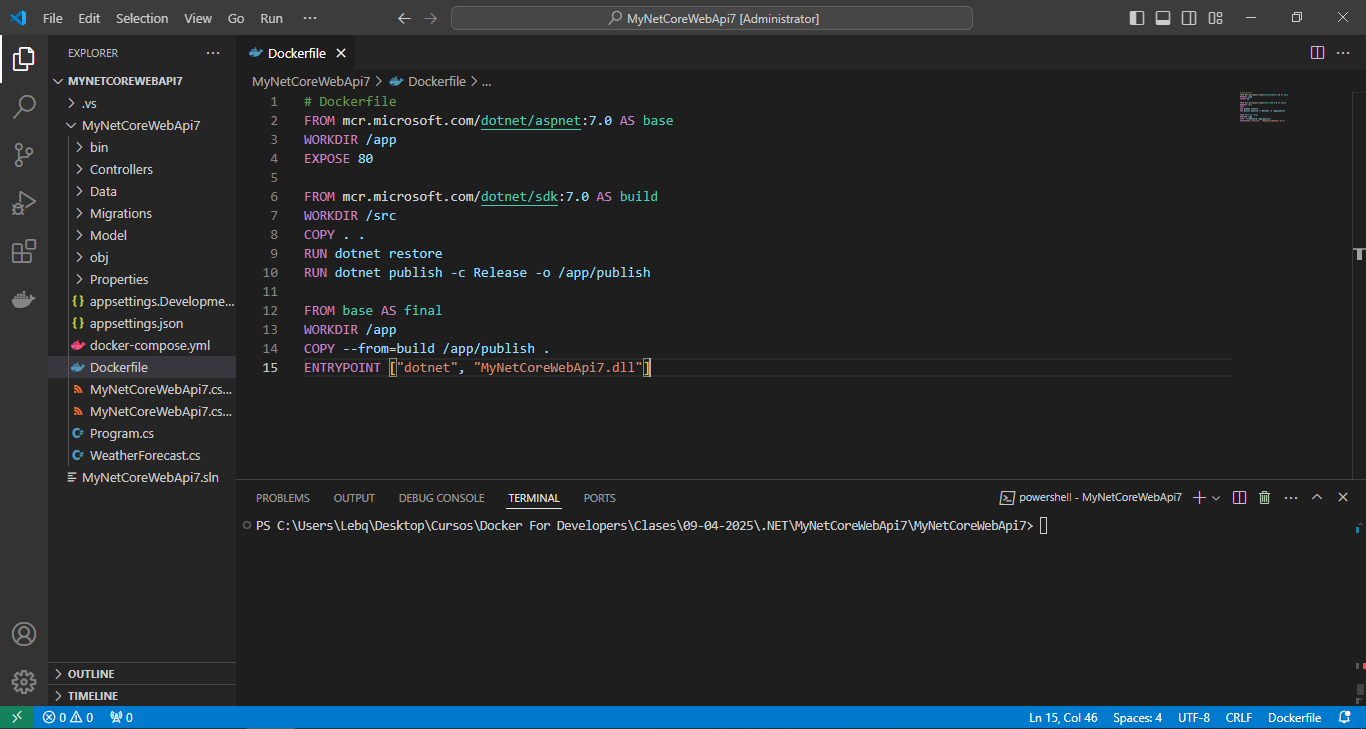 File Edit Selection View Go Run ···
MyNetCoreWebApi7 [Administrator]
EXPLORER ···
MYNETCOREWEBAPI7
.vs
MyNetCoreWebApi7
bin
Controllers
Data
Migrations
Model
obj
Properties
{} appsettings.Developme...
{} appsettings.json
docker-compose.yml
Dockerfile
MyNetCoreWebApi7.cs...
MyNetCoreWebApi7.cs...
C# Program.cs
C# WeatherForecast.cs
MyNetCoreWebApi7.sln
OUTLINE
TIMELINE
Dockerfile
MyNetCoreWebApi7 > Dockerfile > ...
1 # Dockerfile
2 FROM mcr.microsoft.com/dotnet/aspnet:7.0 AS base
3 WORKDIR /app
4 EXPOSE 80
5
6 FROM mcr.microsoft.com/dotnet/sdk:7.0 AS build
7 WORKDIR /src
8 COPY . .
9 RUN dotnet restore
10 RUN dotnet publish -c Release -o /app/publish
11
12 FROM base AS final
13 WORKDIR /app
14 COPY --from=build /app/publish .
15 ENTRYPOINT ["dotnet", "MyNetCoreWebApi7.dll"]
PROBLEMS OUTPUT DEBUG CONSOLE TERMINAL PORTS
powershell - MyNetCoreWebApi7
PS C:\Users\Lebq\Desktop\Cursos\Docker For Developers\Clases\09-04-2025\.NET\MyNetCoreWebApi7\MyNetCoreWebApi7>
0 0 0
Ln 15, Col 46 Spaces: 4 UTF-8 CRLF Dockerfile